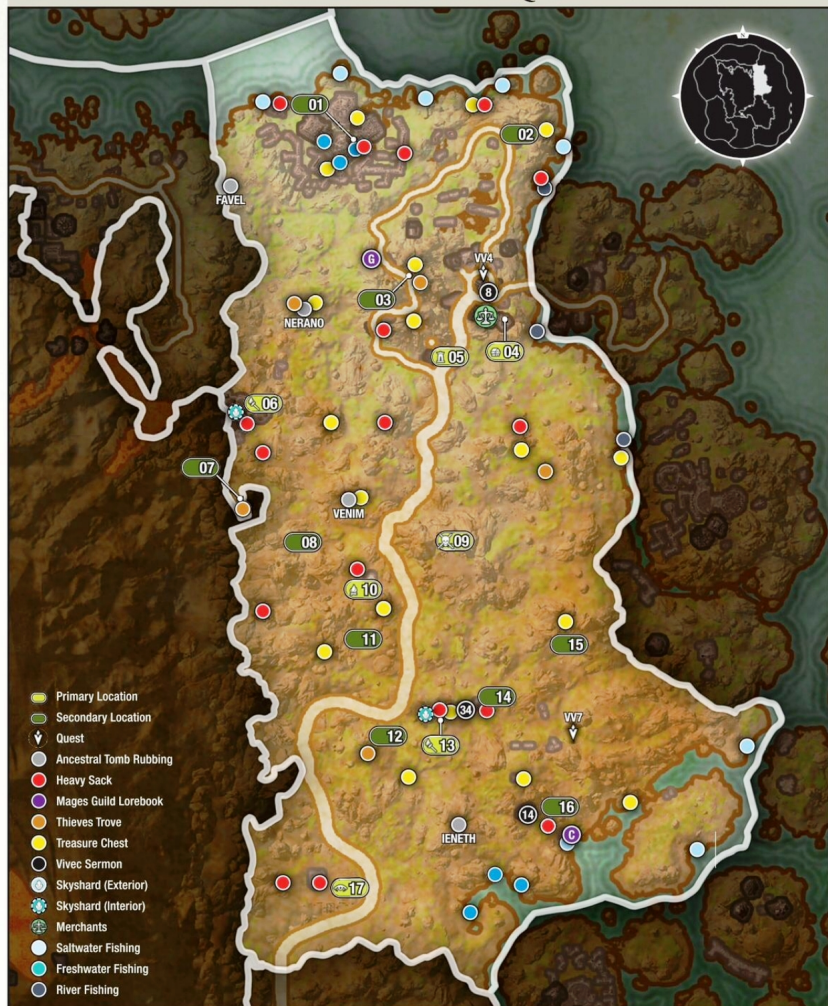 N
01
02
FAVEL
G
VV4
8
03
NERANO
05
04
06
07
VENIM
08
09
10
11
15
14
34
VV7
12
13
16
14
C
IENETH
17
Primary Location
Secondary Location
Quest
Ancestral Tomb Rubbing
Heavy Sack
Mages Guild Lorebook
Thieves Trove
Treasure Chest
Vivec Sermon
Skyshard (Exterior)
Skyshard (Interior)
Merchants
Saltwater Fishing
Freshwater Fishing
River Fishing